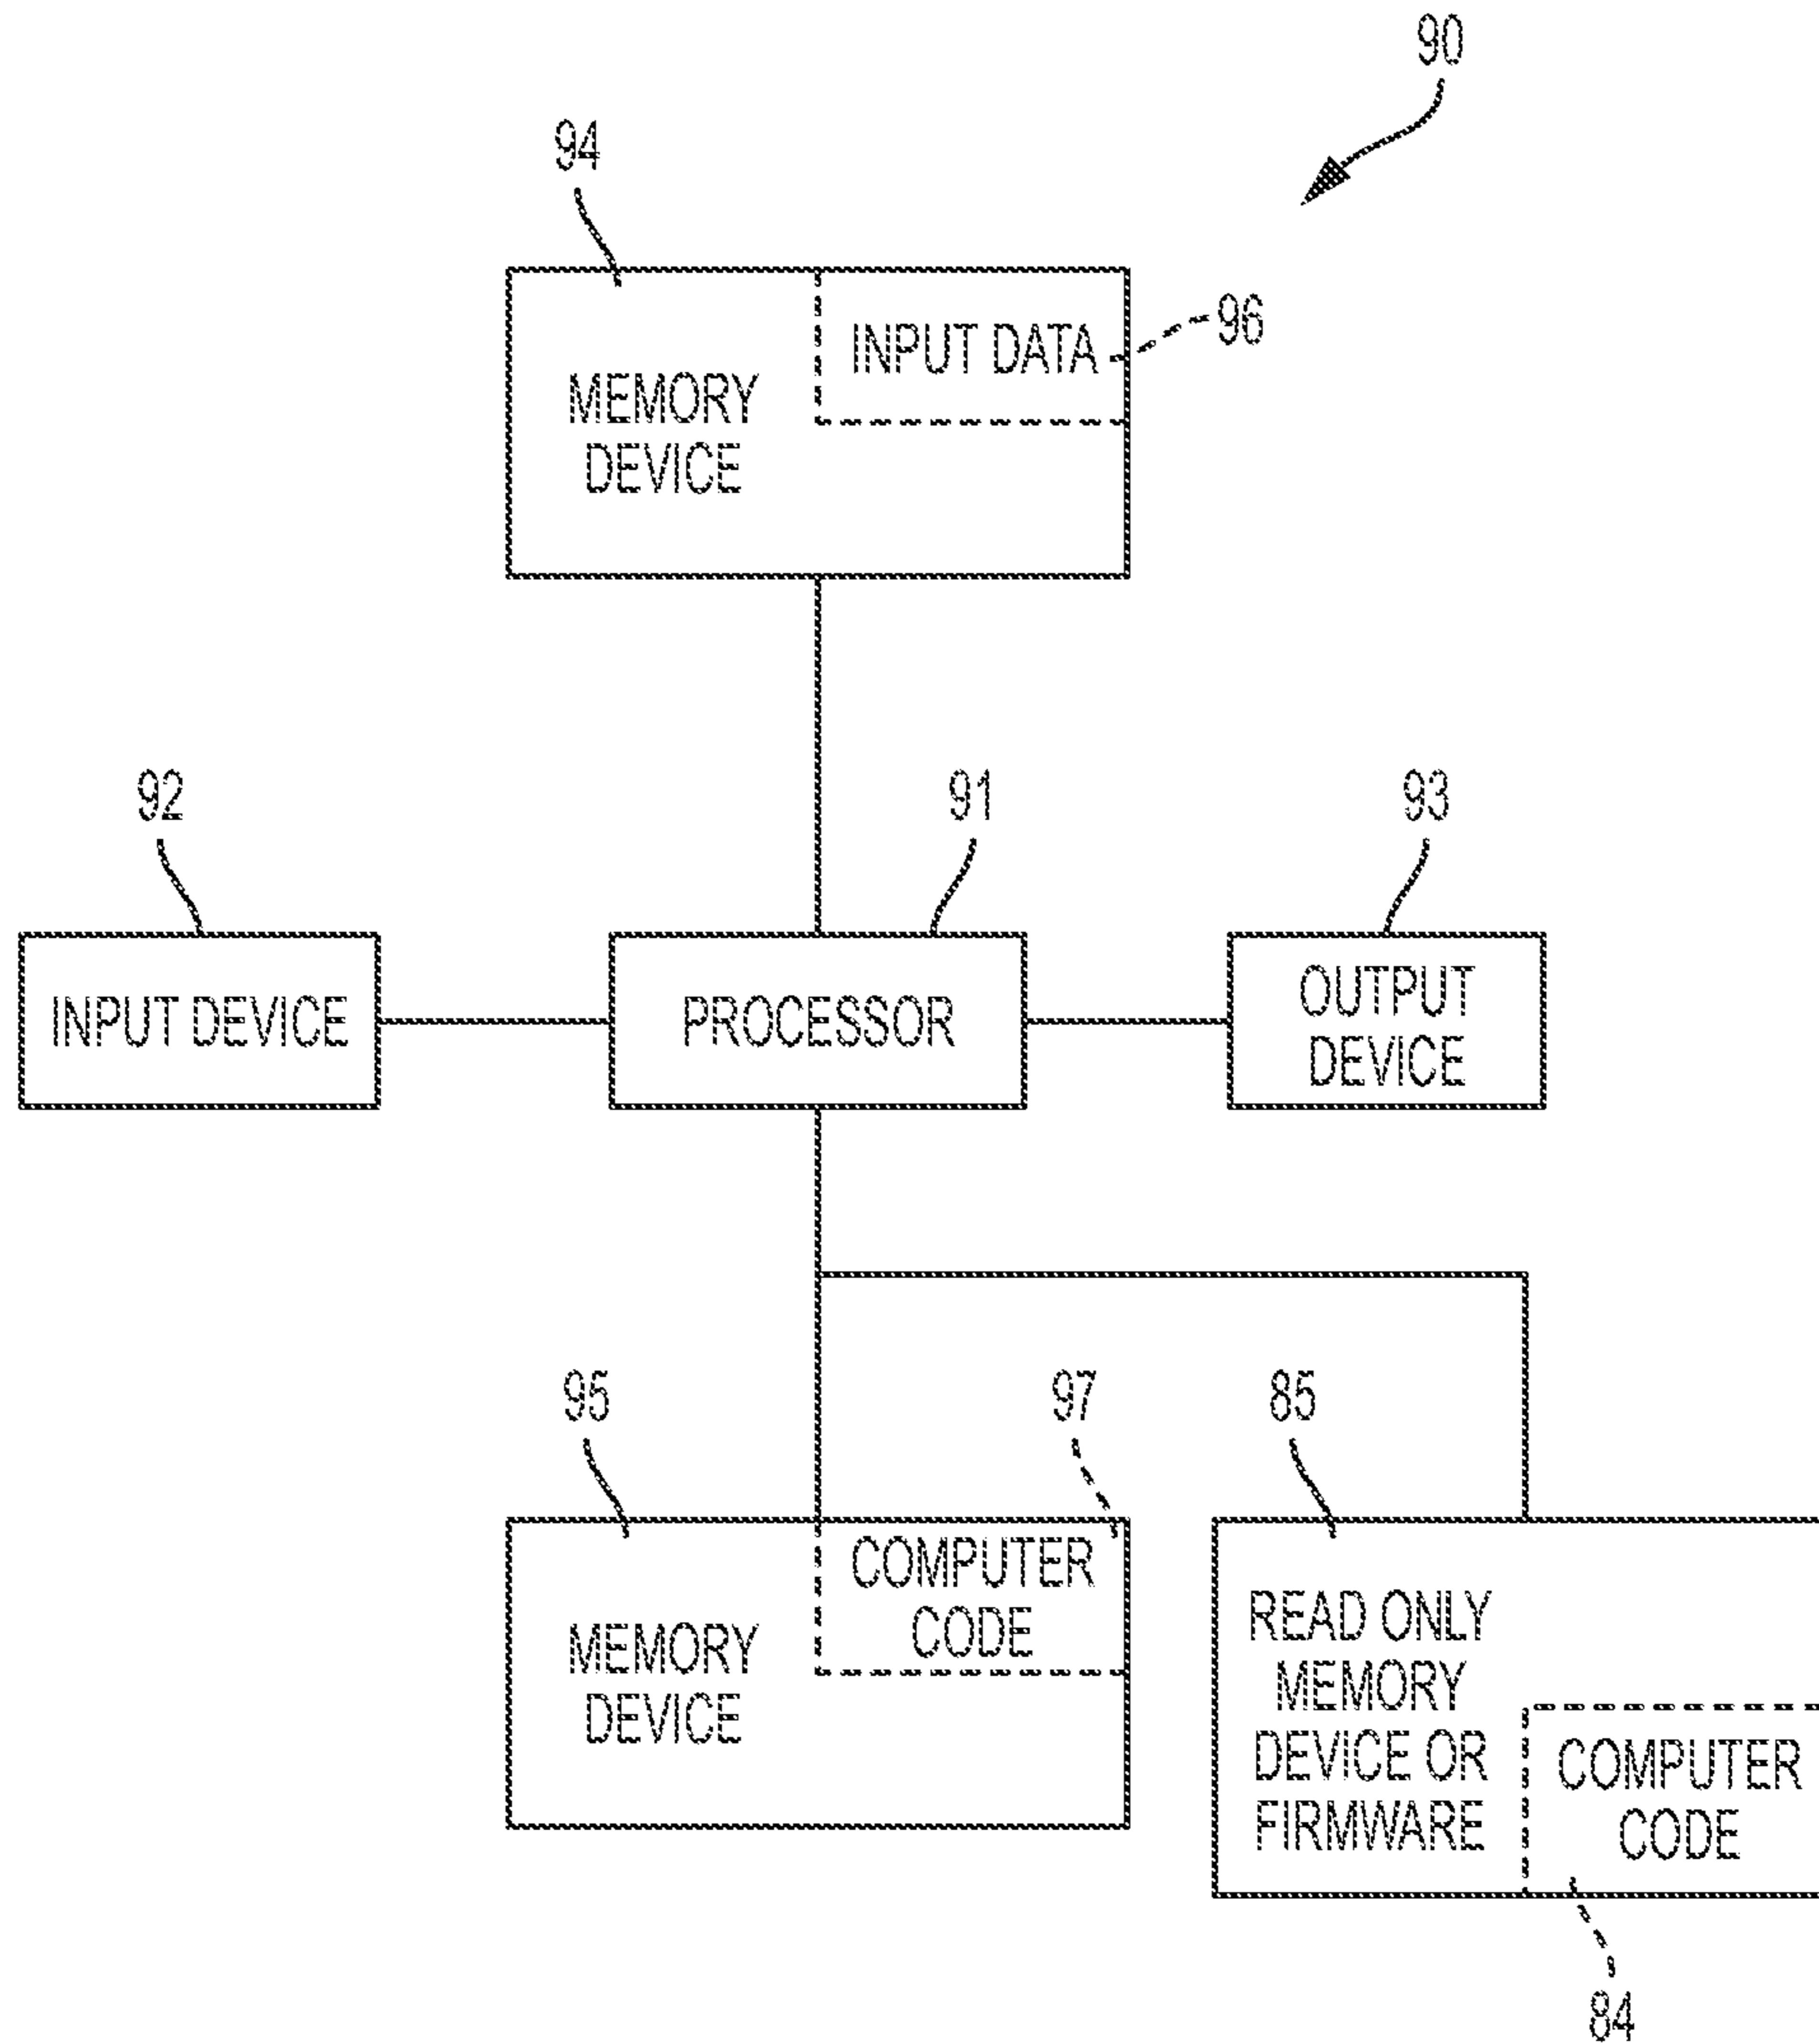 90
94
INPUT DATA
96
MEMORY
DEVICE
92
91
93
INPUT DEVICE
PROCESSOR
OUTPUT
DEVICE
95
97
85
COMPUTER
CODE
MEMORY
DEVICE
READ ONLY
MEMORY
DEVICE OR
FIRMWARE
COMPUTER
CODE
84